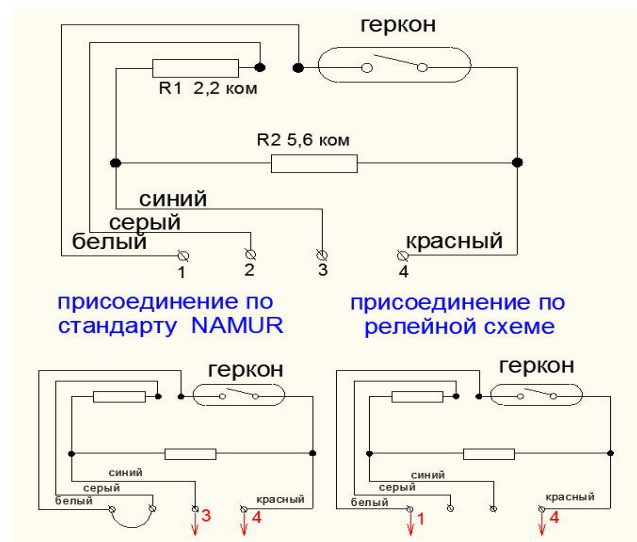 геркон
R1 2,2 ком
R2 5,6 ком
синий
серый
белый
красный
1
2
3
4
присоединение по
стандарту NAMUR
присоединение по
релейной схеме
геркон
синий
серый
белый
красный
3
4
геркон
синий
серый
белый
красный
1
4